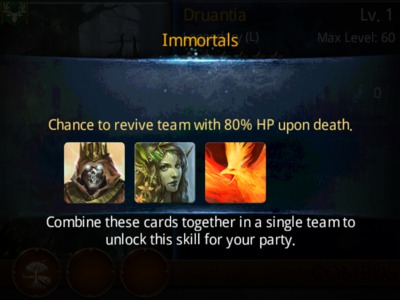 Druantia
Lv. 1
Immortals
(L)
Max Level: 60
0
Chance to revive team with 80% HP upon death.
Combine these cards together in a single team to
unlock this skill for your party.